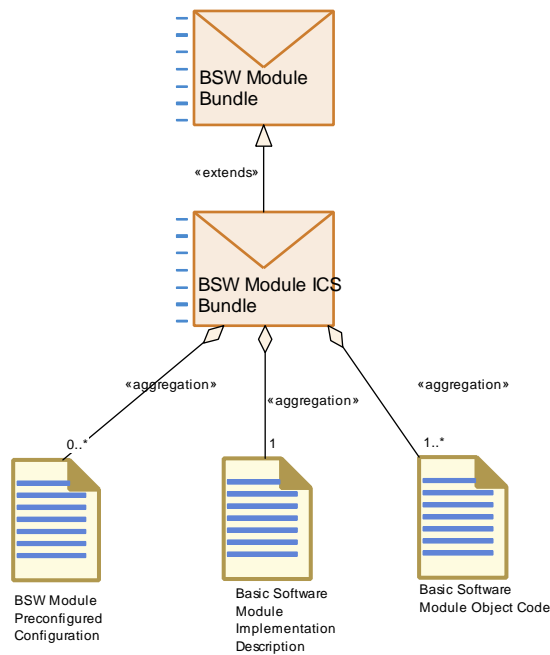 BSW Module
Bundle
«extends»
BSW Module ICS
Bundle
«aggregation»
«aggregation»
«aggregation»
0..*
1
1..*
BSW Module
Preconfigured
Configuration
Basic Software
Module
Implementation
Description
Basic Software
Module Object Code